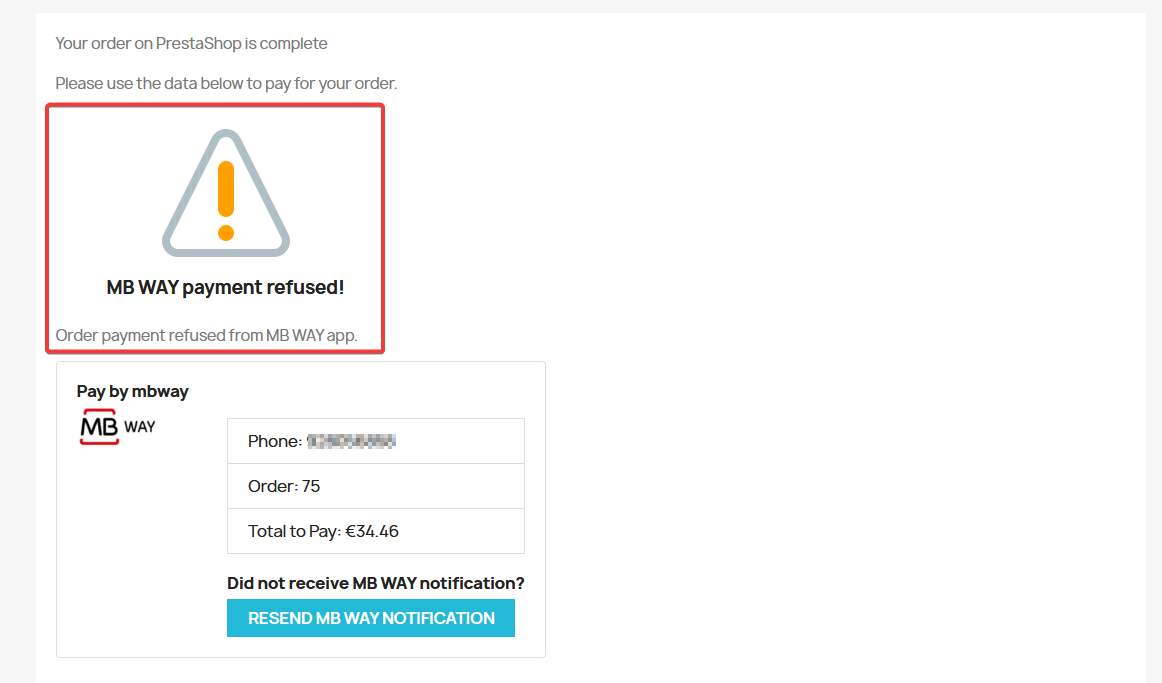 Your order on PrestaShop is complete
Please use the data below to pay for your order.
MB WAY payment refused!
Order payment refused from MB WAY app.
Pay by mbway
MB WAY
Phone:
Order: 75
Total to Pay: €34.46
Did not receive MB WAY notification?
RESEND MB WAY NOTIFICATION